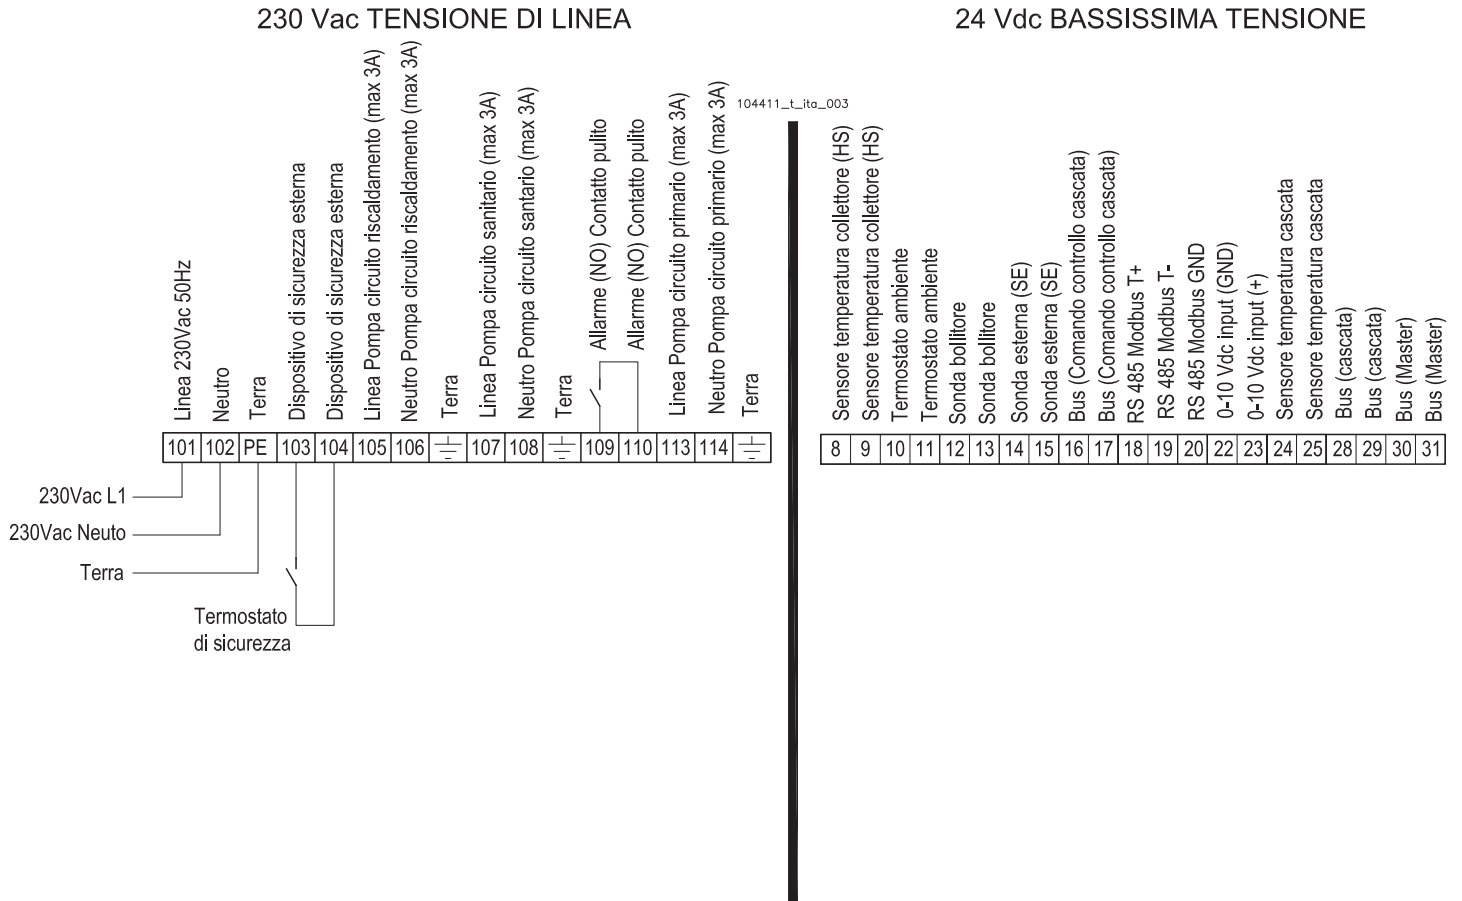 230 Vac TENSIONE DI LINEA
24 Vdc BASSISSIMA TENSIONE
104411_t_ita_003
Linea 230Vac 50Hz
Neutro
Terra
Dispositivo di sicurezza esterna
Dispositivo di sicurezza esterna
Linea Pompa circuito riscaldamento (max 3A)
Neutro Pompa circuito riscaldamento (max 3A)
Terra
Linea Pompa circuito sanitario (max 3A)
Neutro Pompa circuito santario (max 3A)
Terra
Allarme (NO) Contatto pulito
Allarme (NO) Contatto pulito
Linea Pompa circuito primario (max 3A)
Neutro Pompa circuito primario (max 3A)
Terra
Sensore temperatura collettore (HS)
Sensore temperatura collettore (HS)
Termostato ambiente
Termostato ambiente
Sonda bollitore
Sonda bollitore
Sonda esterna (SE)
Sonda esterna (SE)
Bus (Comando controllo cascata)
Bus (Comando controllo cascata)
RS 485 Modbus T+
RS 485 Modbus T-
RS 485 Modbus GND
0-10 Vdc input (GND)
0-10 Vdc input (+)
Sensore temperatura cascata
Sensore temperatura cascata
Bus (cascata)
Bus (cascata)
Bus (Master)
Bus (Master)
101 102 PE 103 104 105 106 107 108 109 110 113 114
8 9 10 11 12 13 14 15 16 17 18 19 20 22 23 24 25 28 29 30 31
230Vac L1
230Vac Neuto
Terra
Termostato
di sicurezza